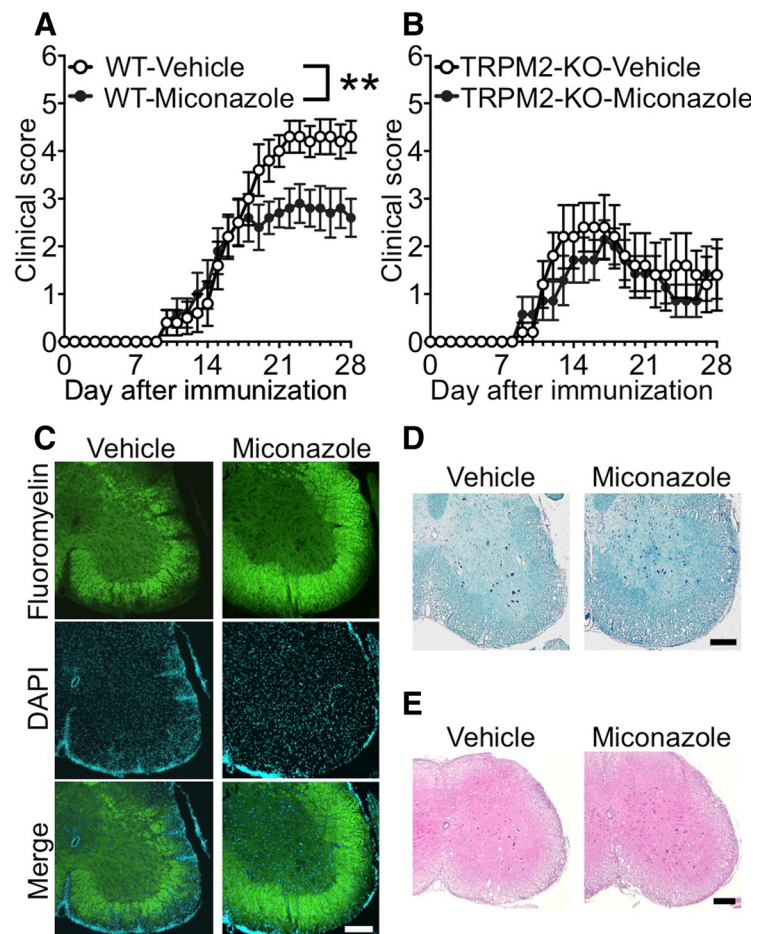 A
6
5
4
3
2
1
0
Clinical score
WT-Vehicle
WT-Miconazole
**
0 7 14 21 28
Day after immunization
B
6
5
4
3
2
1
0
Clinical score
TRPM2-KO-Vehicle
TRPM2-KO-Miconazole
0 7 14 21 28
Day after immunization
C
Vehicle Miconazole
Fluoromyelin
DAPI
Merge
D
Vehicle Miconazole
E
Vehicle Miconazole